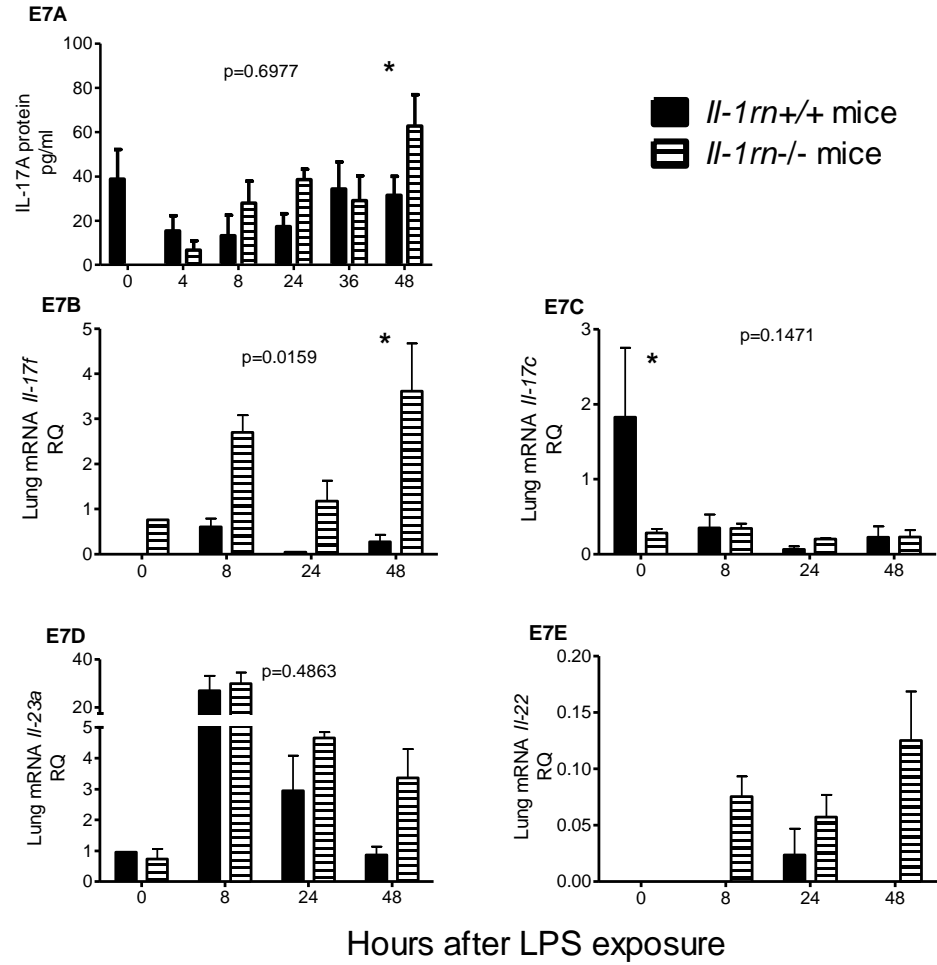 E7A
IL-17A protein
pg/ml
100
80
60
40
20
0
p=0.6977
*
0 4 8 24 36 48
Il-1rn+/+ mice
Il-1rn-/- mice
E7B
Lung mRNA Il-17f
RQ
5
4
3
2
1
0
p=0.0159
*
0 8 24 48
E7C
Lung mRNA Il-17c
RQ
3
2
1
0
p=0.1471
*
0 8 24 48
E7D
Lung mRNA Il-23a
RQ
40
20
5
4
3
2
1
0
p=0.4863
0 8 24 48
E7E
Lung mRNA Il-22
RQ
0.20
0.15
0.10
0.05
0.00
0 8 24 48
Hours after LPS exposure